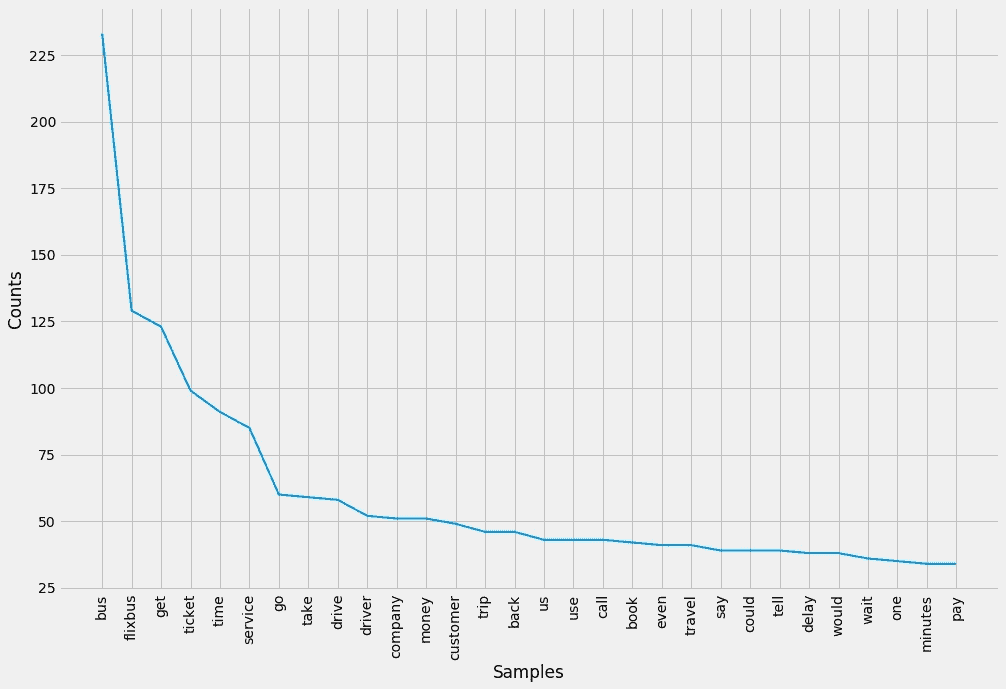 225
200
175
150
125
100
75
50
25
Counts
bus
flixbus
get
ticket
time
service
go
take
drive
driver
company
money
customer
trip
back
us
use
call
book
even
travel
say
could
tell
delay
would
wait
one
minutes
pay
Samples